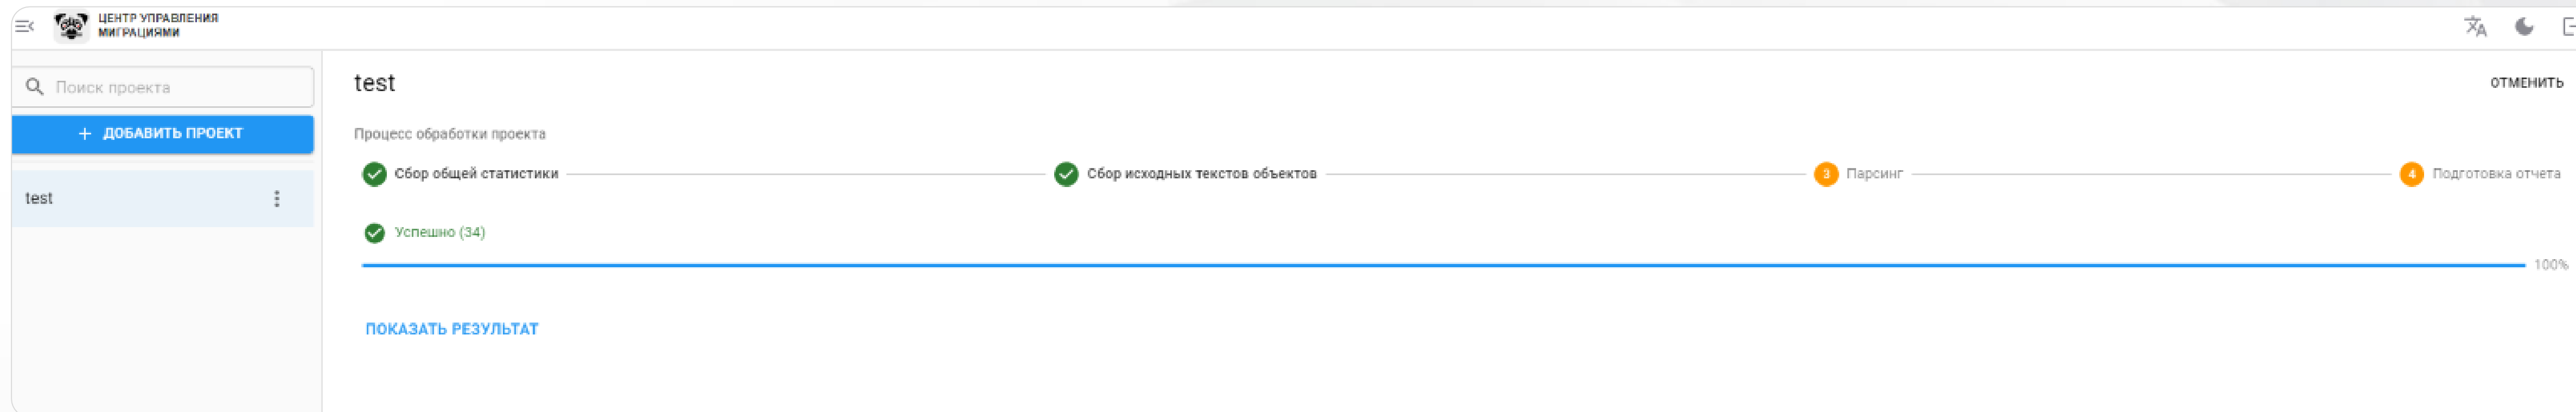 ЦЕНТР УПРАВЛЕНИЯ
МИГРАЦИЯМИ
Поиск проекта
+ ДОБАВИТЬ ПРОЕКТ
test
test
ОТМЕНИТЬ
Процесс обработки проекта
Сбор общей статистики
Сбор исходных текстов объектов
3 Парсинг
4 Подготовка отчета
Успешно (34)
100%
ПОКАЗАТЬ РЕЗУЛЬТАТ